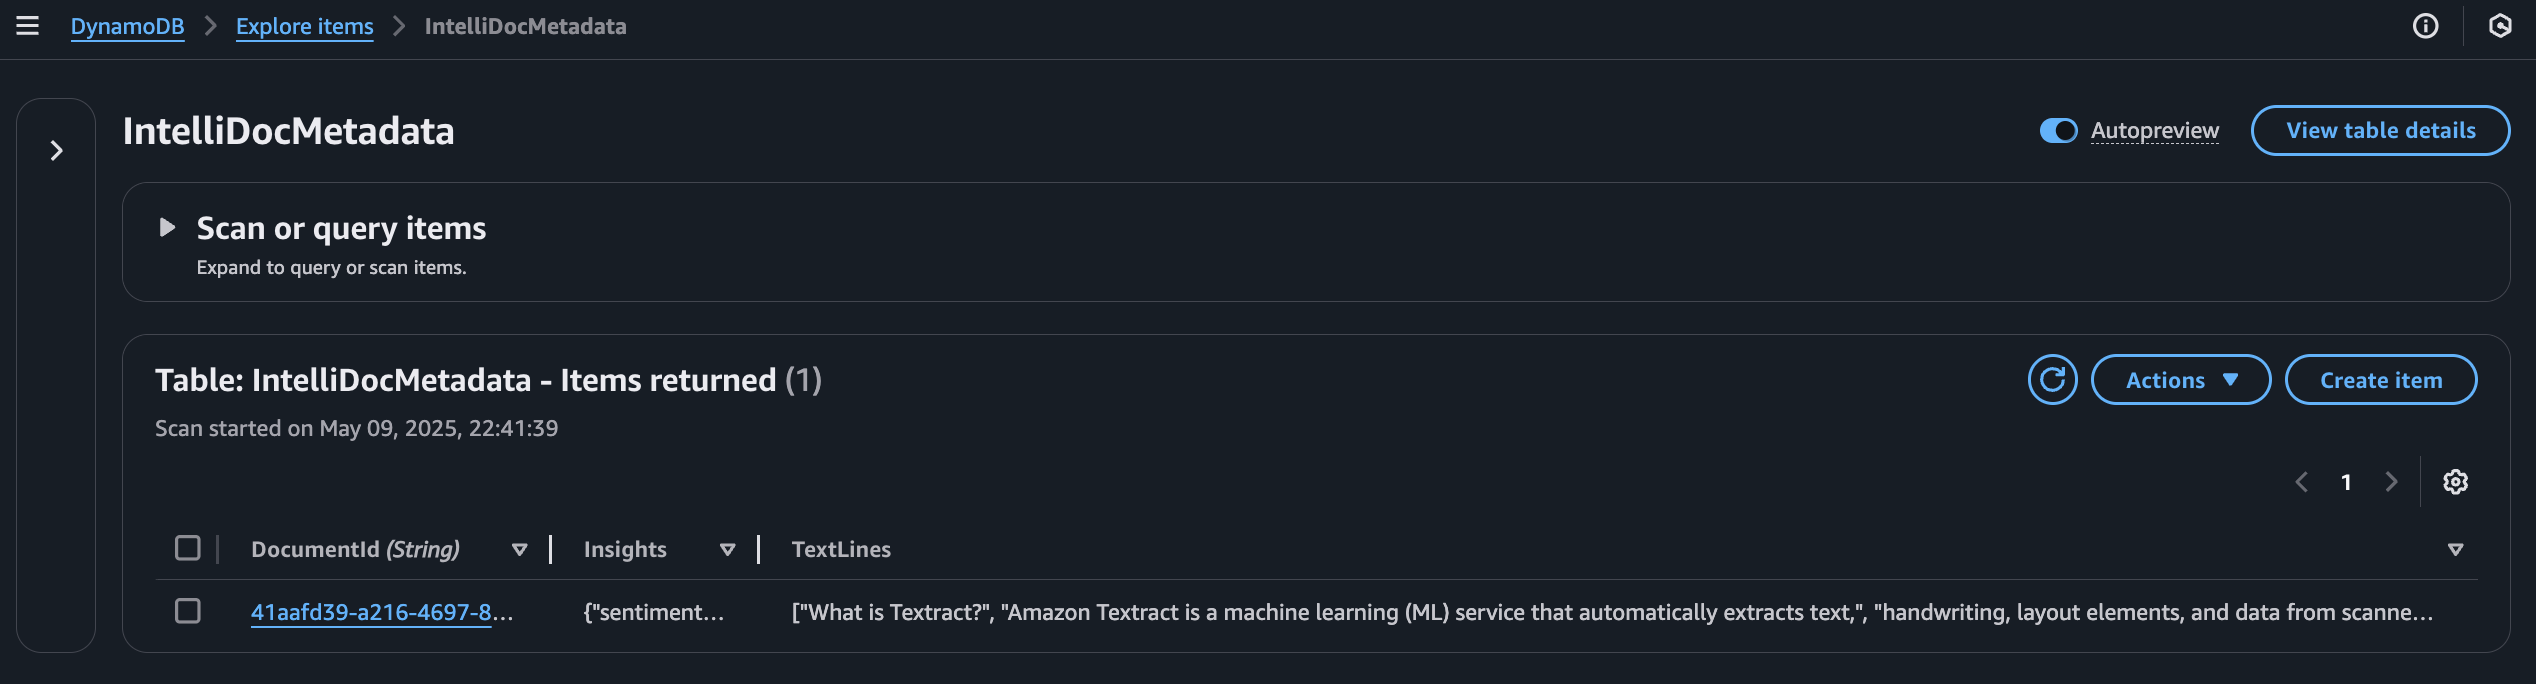 DynamoDB > Explore items > IntelliDocMetadata
IntelliDocMetadata
Autopreview
View table details
Scan or query items
Expand to query or scan items.
Table: IntelliDocMetadata - Items returned (1)
Actions
Create item
Scan started on May 09, 2025, 22:41:39
1
DocumentId (String) Insights TextLines
41aafd39-a216-4697-8… {"sentiment… ["What is Textract?", "Amazon Textract is a machine learning (ML) service that automatically extracts text,", "handwriting, layout elements, and data from scanne…